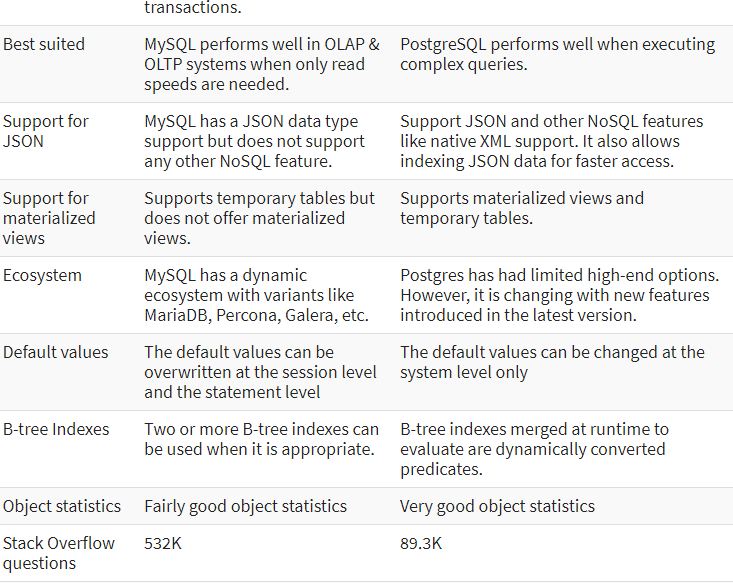 transactions.
Best suited
MySQL performs well in OLAP &
OLTP systems when only read
speeds are needed.
PostgreSQL performs well when executing
complex queries.
Support for
JSON
MySQL has a JSON data type
support but does not support
any other NoSQL feature.
Support JSON and other NoSQL features
like native XML support. It also allows
indexing JSON data for faster access.
Support for
materialized
views
Supports temporary tables but
does not offer materialized
views.
Supports materialized views and
temporary tables.
Ecosystem
MySQL has a dynamic
ecosystem with variants like
MariaDB, Percona, Galera, etc.
Postgres has had limited high-end options.
However, it is changing with new features
introduced in the latest version.
Default values
The default values can be
overwritten at the session level
and the statement level
The default values can be changed at the
system level only
B-tree Indexes
Two or more B-tree indexes can
be used when it is appropriate.
B-tree indexes merged at runtime to
evaluate are dynamically converted
predicates.
Object statistics
Fairly good object statistics
Very good object statistics
Stack Overflow
questions
532K
89.3K